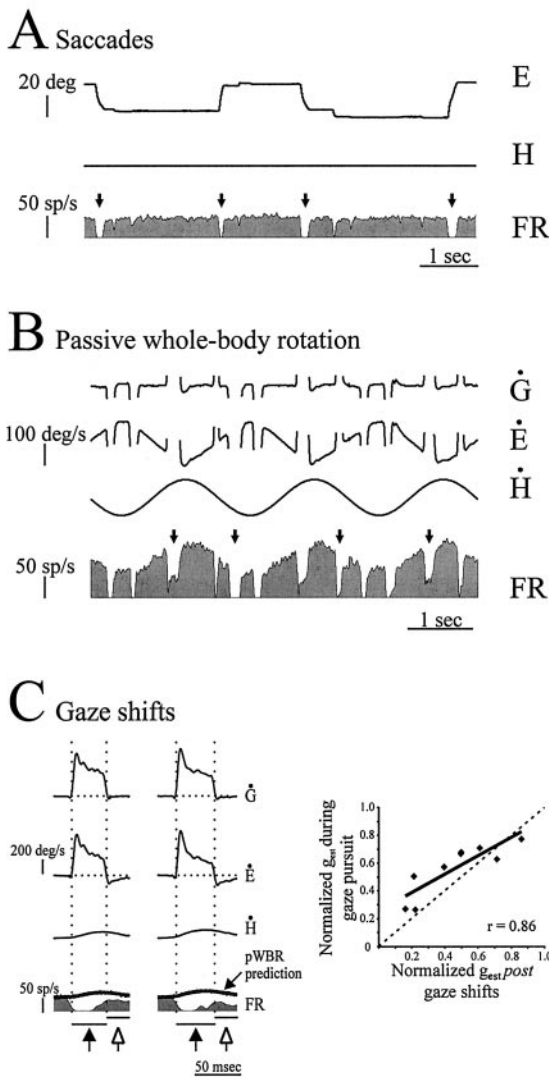 A Saccades
20 deg
E
H
50 sp/s
FR
1 sec
B Passive whole-body rotation
Ġ
100 deg/s
Ė
Ḣ
50 sp/s
FR
1 sec
C Gaze shifts
Ġ
200 deg/s
Ė
Ḣ
pWBR
prediction
50 sp/s
FR
50 msec
Normalized gest during
gaze pursuit
1.0
0.8
0.6
0.4
0.2
0
r = 0.86
0.2 0.4 0.6 0.8 1.0
Normalized gest post
gaze shifts